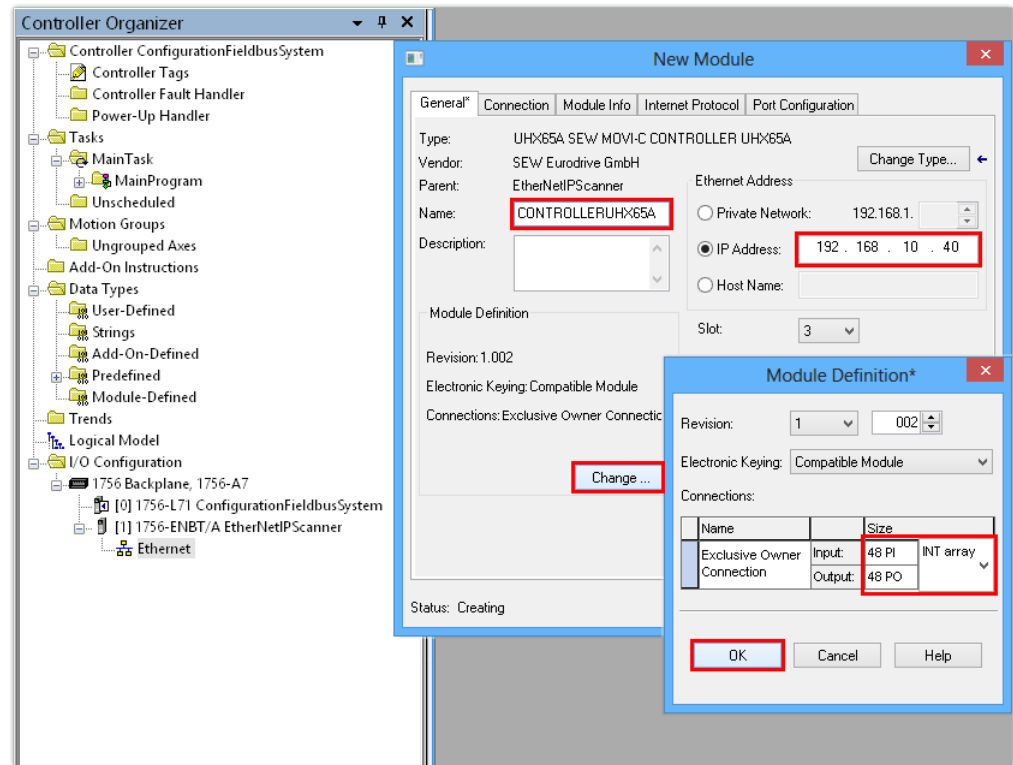 Controller Organizer
Controller ConfigurationFieldbusSystem
Controller Tags
Controller Fault Handler
Power-Up Handler
Tasks
MainTask
MainProgram
Unscheduled
Motion Groups
Ungrouped Axes
Add-On Instructions
Data Types
User-Defined
Strings
Add-On-Defined
Predefined
Module-Defined
Trends
Logical Model
I/O Configuration
1756 Backplane, 1756-A7
[0] 1756-L71 ConfigurationFieldbusSystem
[1] 1756-ENBT/A EtherNetIPScanner
Ethernet
New Module
General* Connection Module Info Internet Protocol Port Configuration
Type: UHX65A SEW MOVI-C CONTROLLER UHX65A
Vendor: SEW Eurodrive GmbH
Change Type...
Parent: EtherNetIPScanner
Name: CONTROLLERUHX65A
Description:
Ethernet Address
Private Network: 192.168.1.
IP Address: 192 . 168 . 10 . 40
Host Name:
Slot: 3
Module Definition
Revision: 1.002
Electronic Keying: Compatible Module
Connections: Exclusive Owner Connectic
Change ...
Status: Creating
Module Definition*
Revision: 1 002
Electronic Keying: Compatible Module
Connections:
Name Size
Exclusive Owner Connection Input: 48 PI INT array
Output: 48 PO
OK Cancel Help